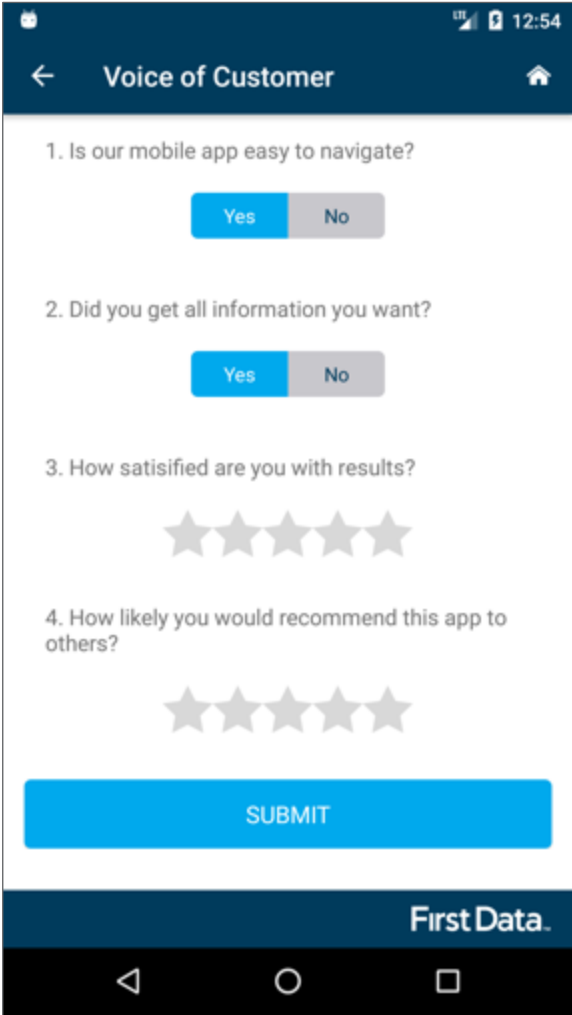 LTE 12:54
Voice of Customer
1. Is our mobile app easy to navigate?
Yes No
2. Did you get all information you want?
Yes No
3. How satisified are you with results?
4. How likely you would recommend this app to
others?
SUBMIT
First Data™